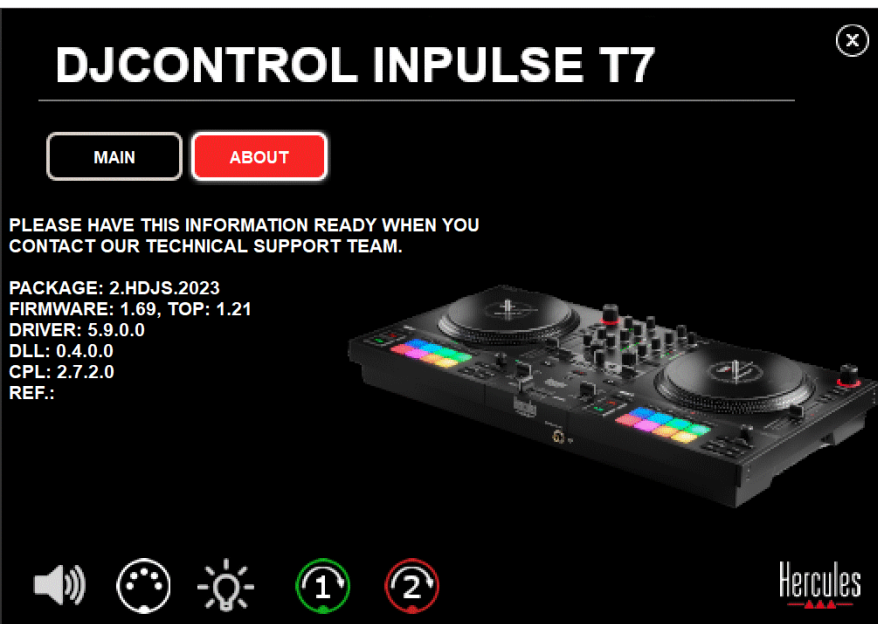 DJCONTROL INPULSE T7
MAIN
ABOUT
PLEASE HAVE THIS INFORMATION READY WHEN YOU
CONTACT OUR TECHNICAL SUPPORT TEAM.
PACKAGE: 2.HDJS.2023
FIRMWARE: 1.69, TOP: 1.21
DRIVER: 5.9.0.0
DLL: 0.4.0.0
CPL: 2.7.2.0
REF.:
1
2
Hercules